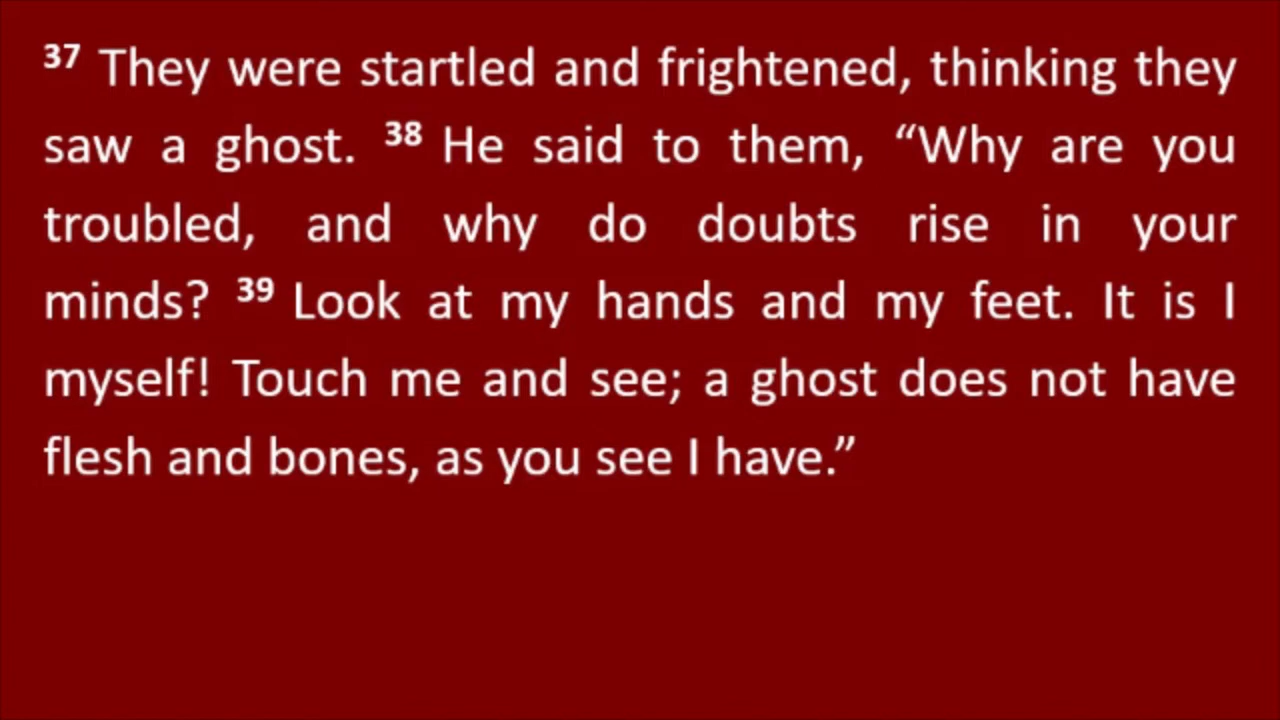 37 They were startled and frightened, thinking they
saw a ghost. 38 He said to them, “Why are you
troubled, and why do doubts rise in your
minds? 39 Look at my hands and my feet. It is I
myself! Touch me and see; a ghost does not have
flesh and bones, as you see I have.”